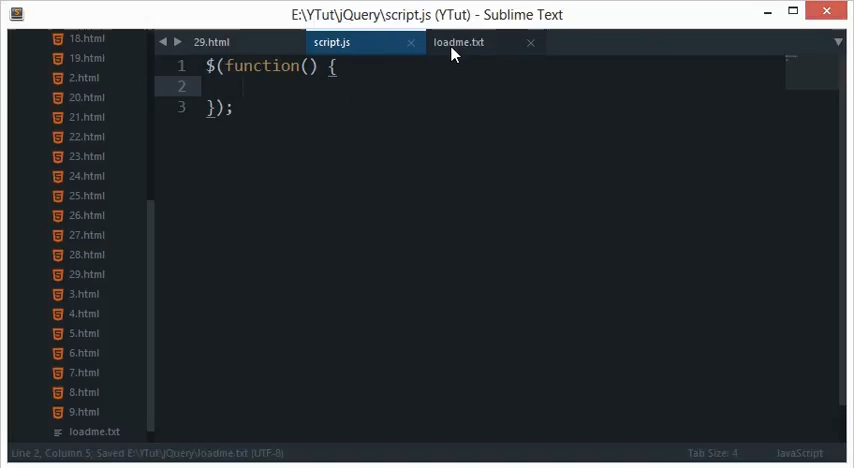 E:\YTut\jQuery\script.js (YTut) - Sublime Text
29.html
script.js
loadme.txt
1 $(function() {
2
3 });
18.html
19.html
2.html
20.html
21.html
22.html
23.html
24.html
25.html
26.html
27.html
28.html
29.html
3.html
4.html
5.html
6.html
7.html
8.html
9.html
loadme.txt
Line 2, Column 5; Saved E:\YTut\jQuery\loadme.txt (UTF-8)
Tab Size: 4
JavaScript